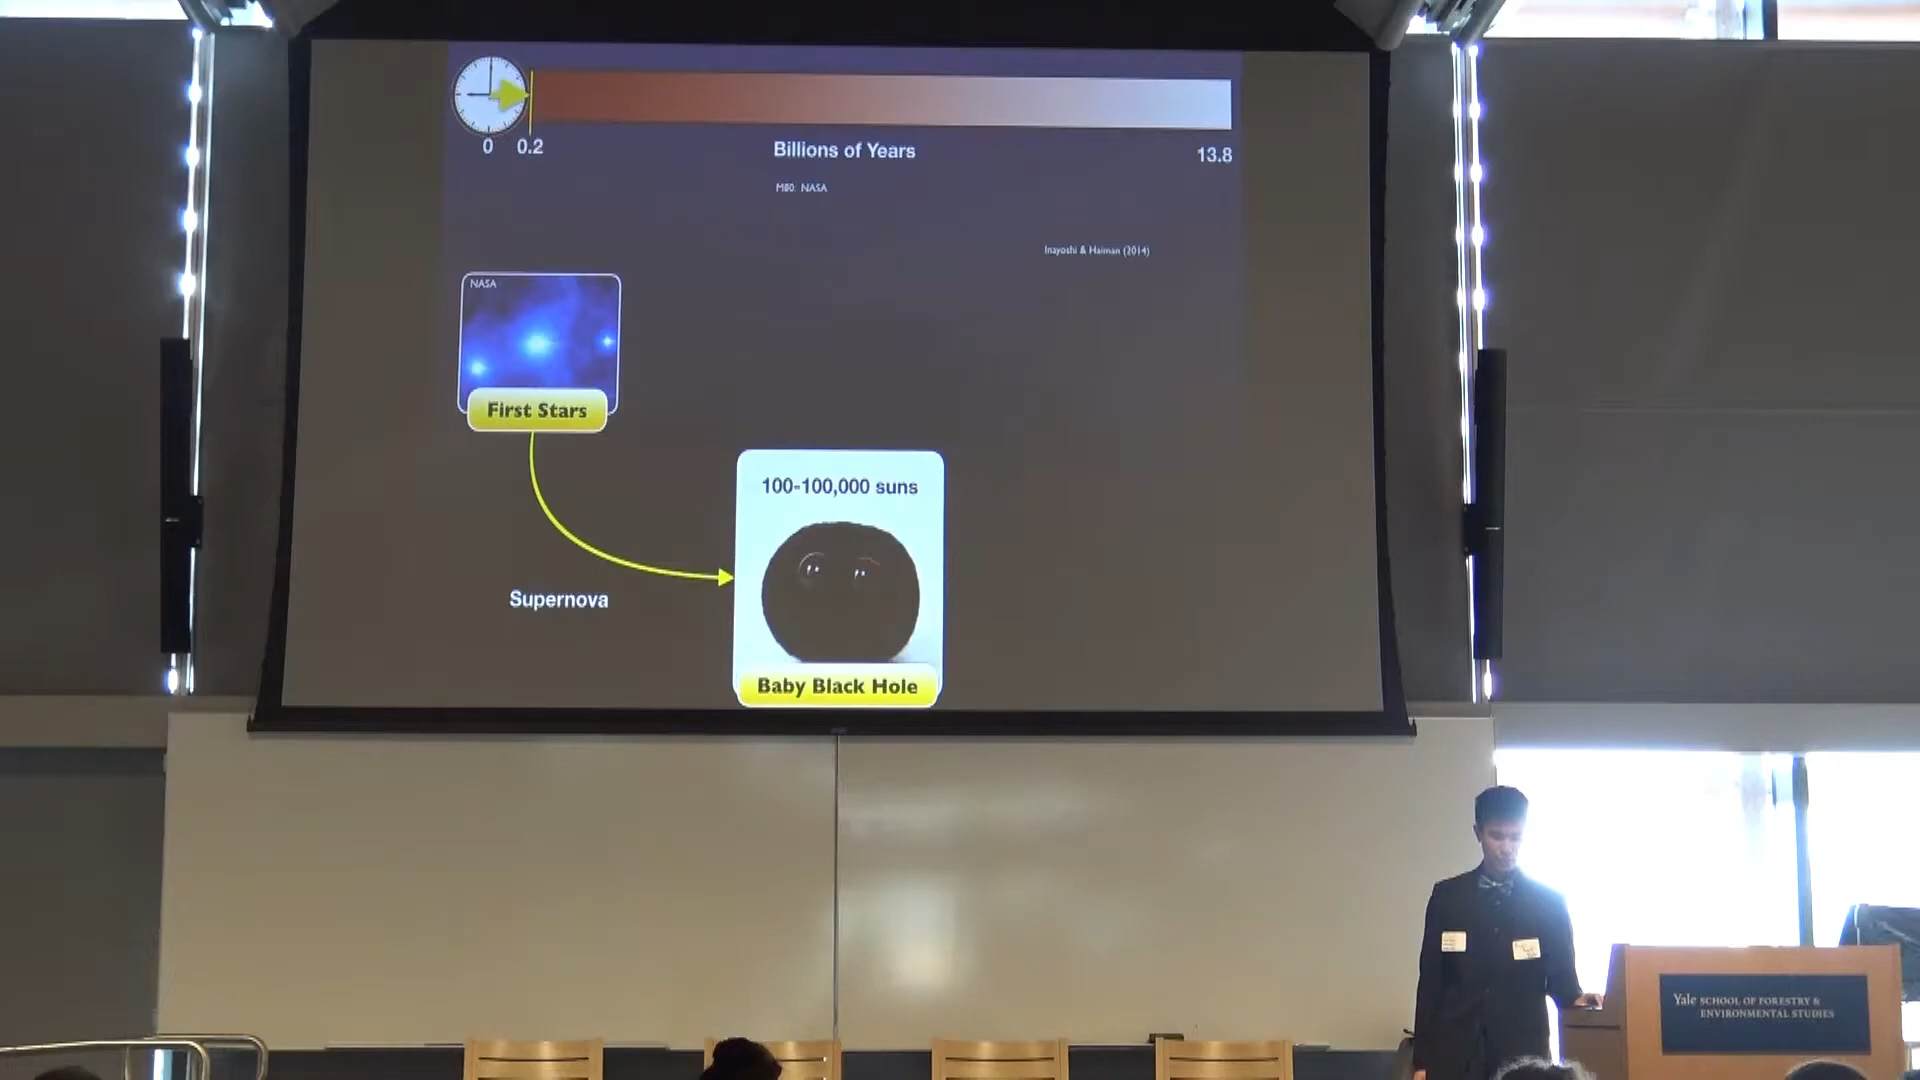 0 0.2 Billions of Years 13.8
M80: NASA
Inayoshi & Haiman (2014)
NASA
First Stars
100-100,000 suns
Supernova
Baby Black Hole
Yale SCHOOL OF FORESTRY &
ENVIRONMENTAL STUDIES